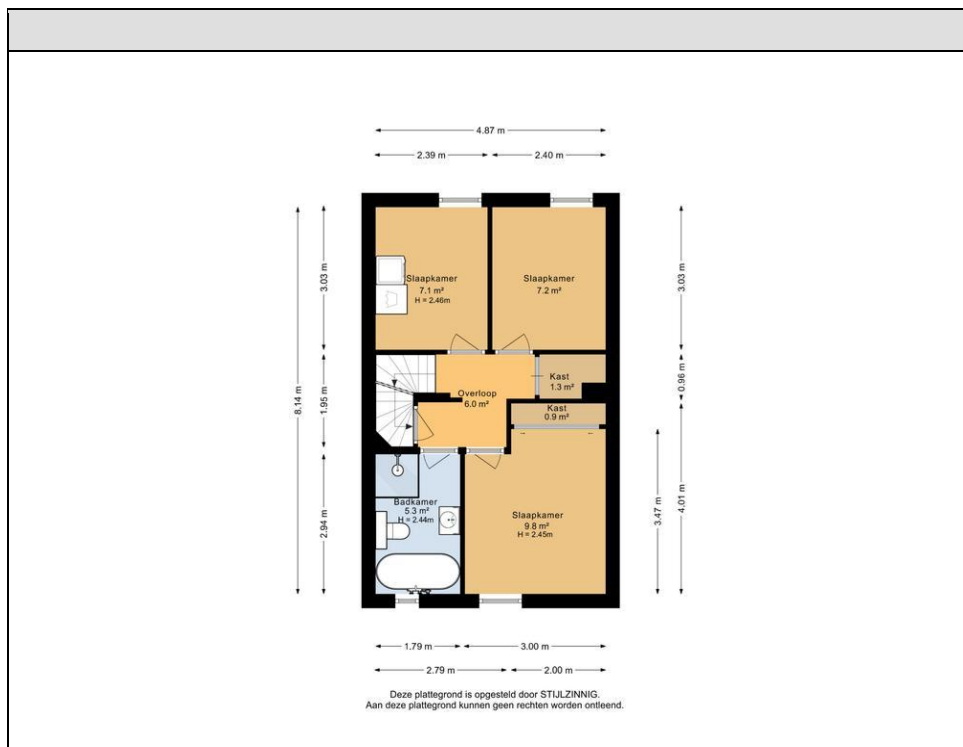 4.87 m
2.39 m
2.40 m
8.14 m
3.03 m
1.95 m
2.94 m
3.03 m
0.96 m
4.01 m
3.47 m
Slaapkamer
7.1 m²
H = 2.46m
Slaapkamer
7.2 m²
Kast
1.3 m²
Overloop
6.0 m²
Kast
0.9 m²
Badkamer
5.3 m²
H = 2.44m
Slaapkamer
9.8 m²
H = 2.45m
1.79 m
3.00 m
2.79 m
2.00 m
Deze plattegrond is opgesteld door STIJLZINNIG.
Aan deze plattegrond kunnen geen rechten worden ontleend.